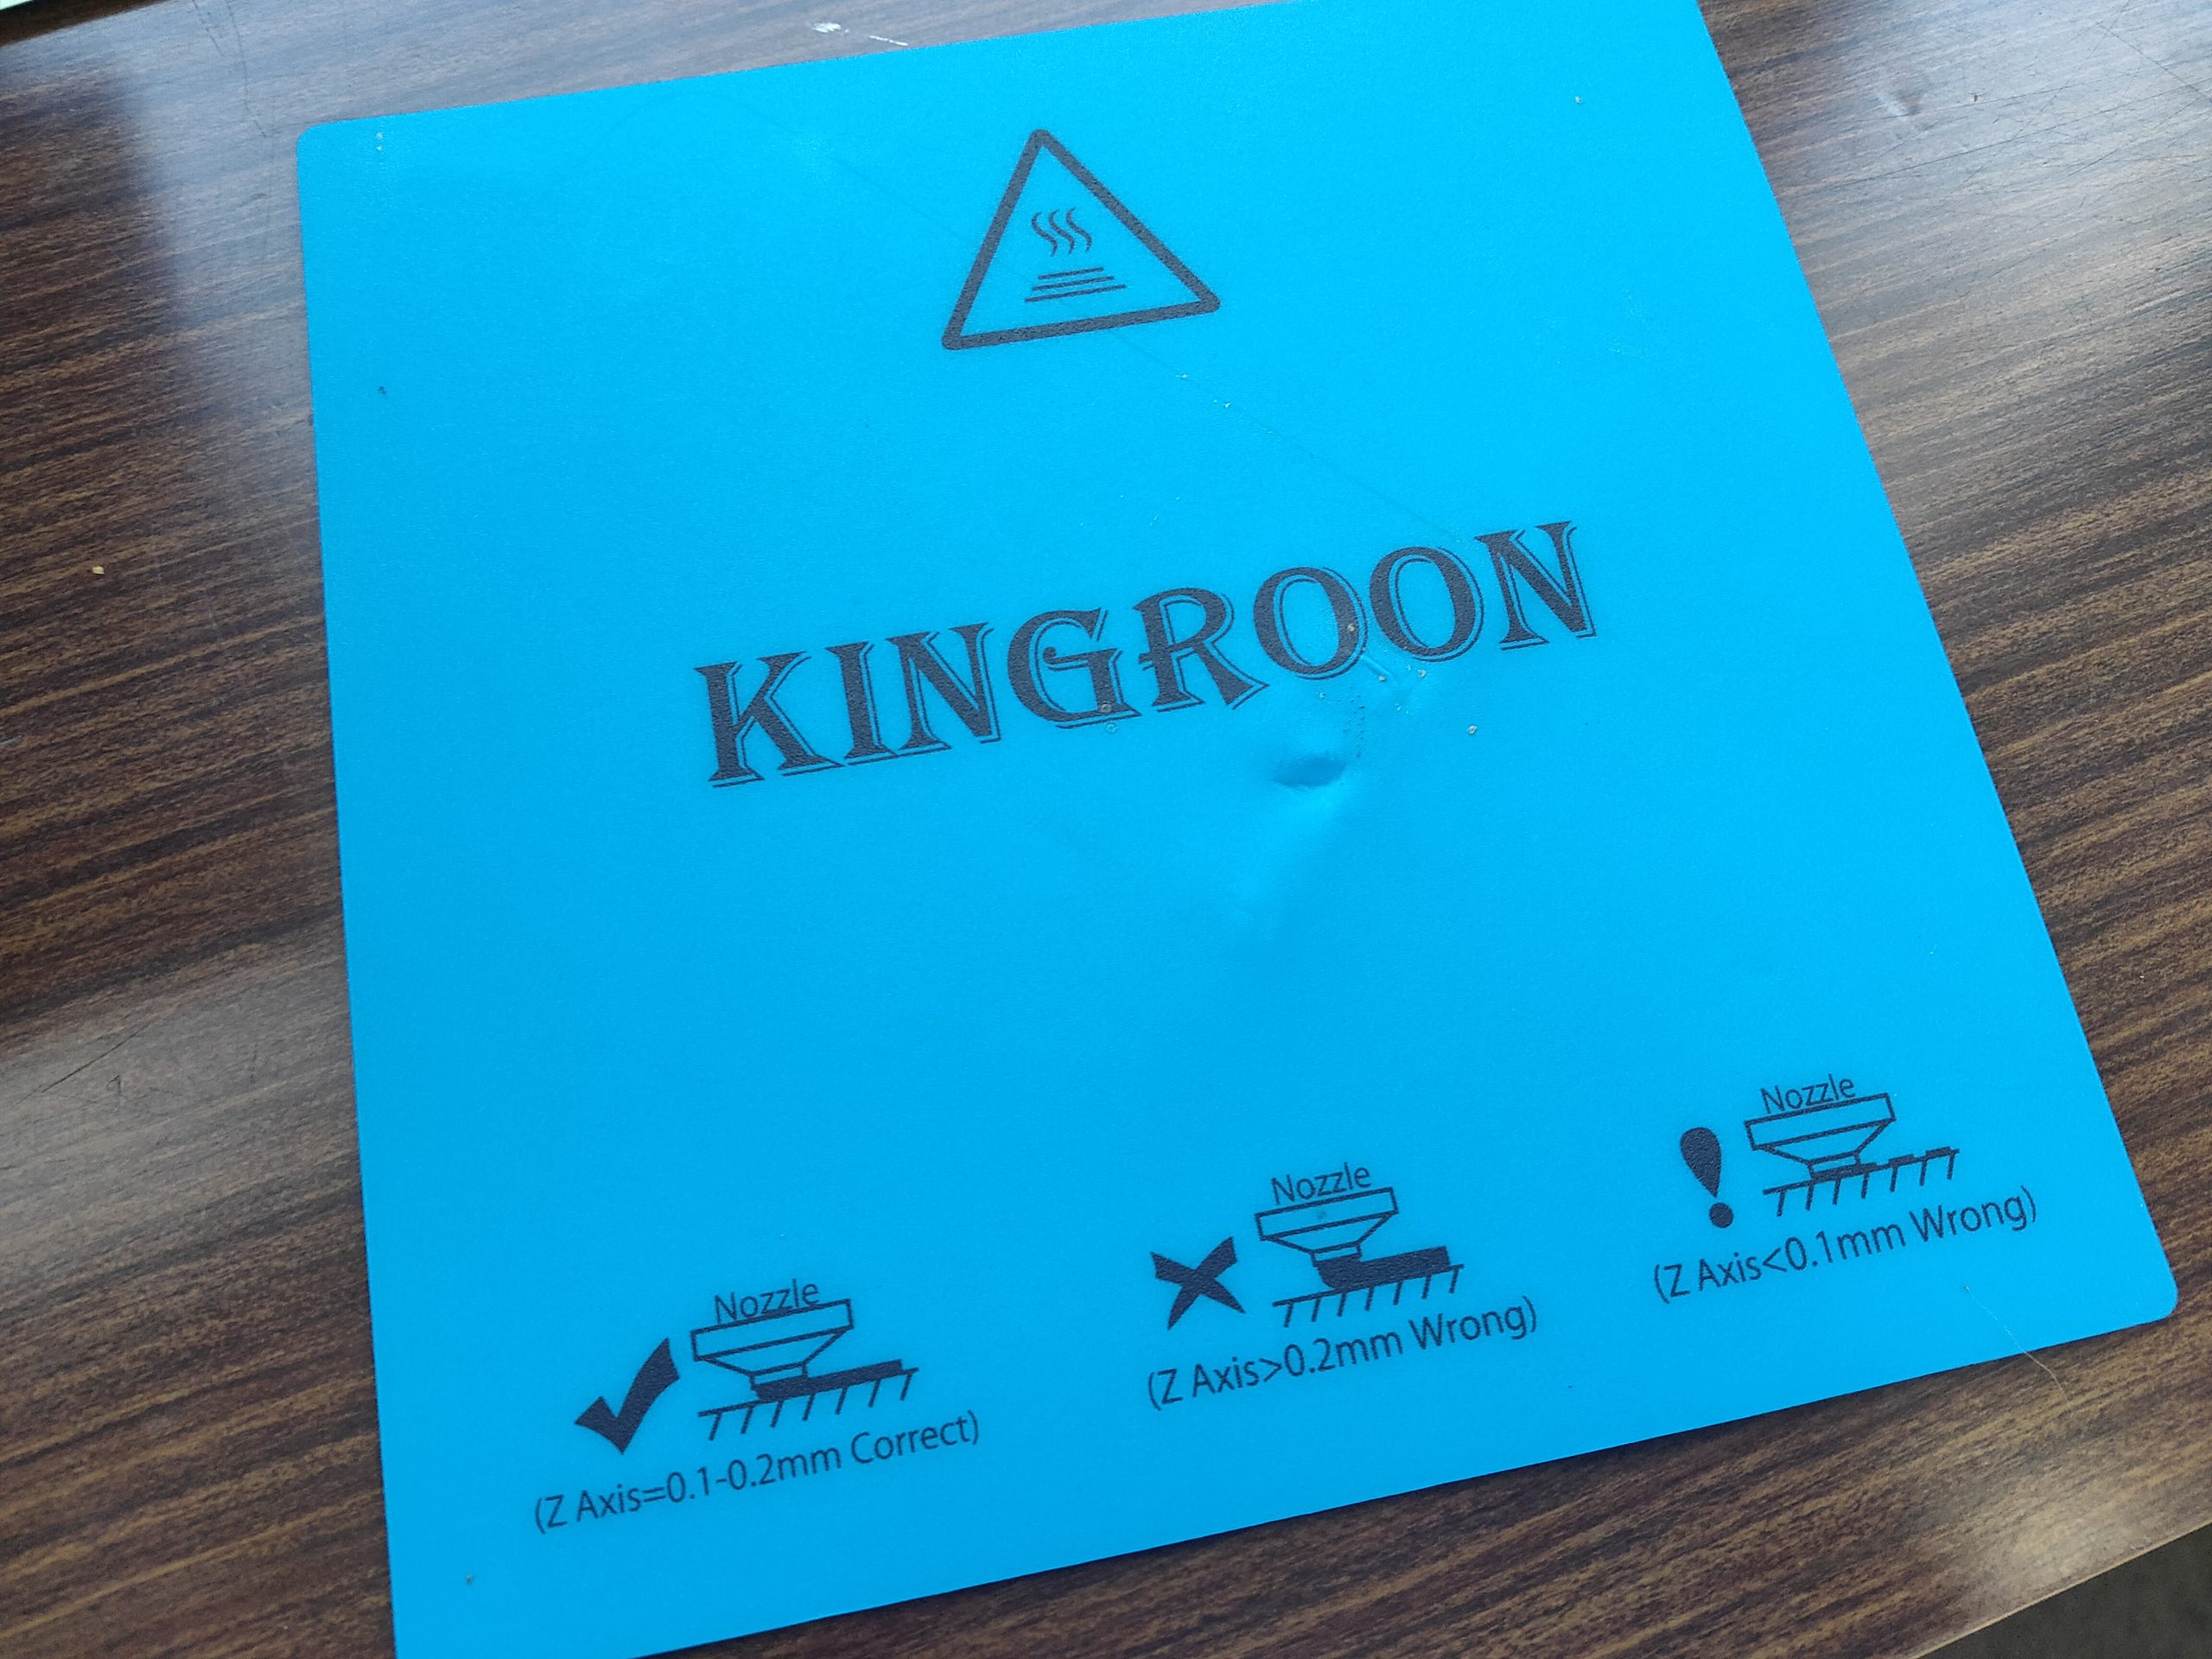 KINGROON
Nozzle
(Z Axis=0.1-0.2mm Correct)
Nozzle
(Z Axis>0.2mm Wrong)
Nozzle
(Z Axis<0.1mm Wrong)